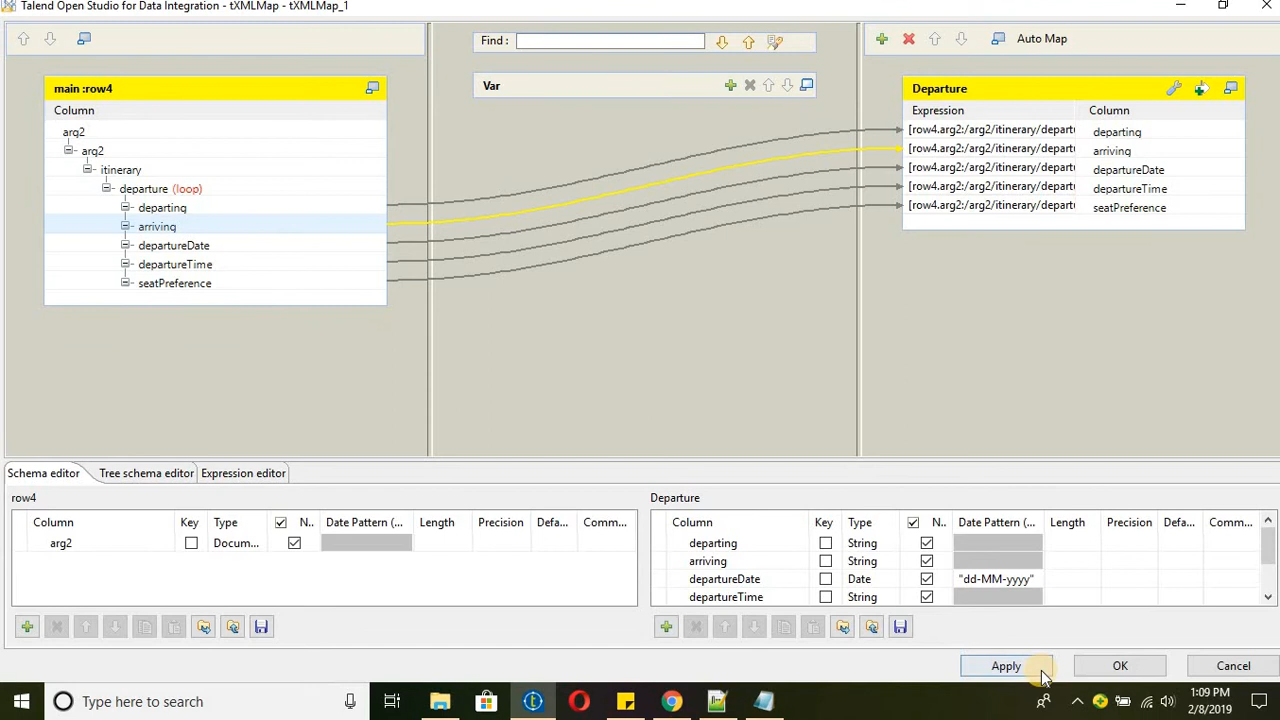 Talend Open Studio for Data Integration - tXMLMap - tXMLMap_1
Find :
Auto Map
main :row4
Column
arg2
arg2
itinerary
departure (loop)
departing
arriving
departureDate
departureTime
seatPreference
Var
Departure
Expression Column
[row4.arg2:/arg2/itinerary/depart departing
[row4.arg2:/arg2/itinerary/depart arriving
[row4.arg2:/arg2/itinerary/depart departureDate
[row4.arg2:/arg2/itinerary/depart departureTime
[row4.arg2:/arg2/itinerary/depart seatPreference
Schema editor Tree schema editor Expression editor
row4
Column Key Type N.. Date Pattern (... Length Precision Defa... Comm...
arg2 Docum...
Departure
Column Key Type N.. Date Pattern (... Length Precision Defa... Comm...
departing String
arriving String
departureDate Date "dd-MM-yyyy"
departureTime String
Apply OK Cancel
Type here to search
1:09 PM
2/8/2019